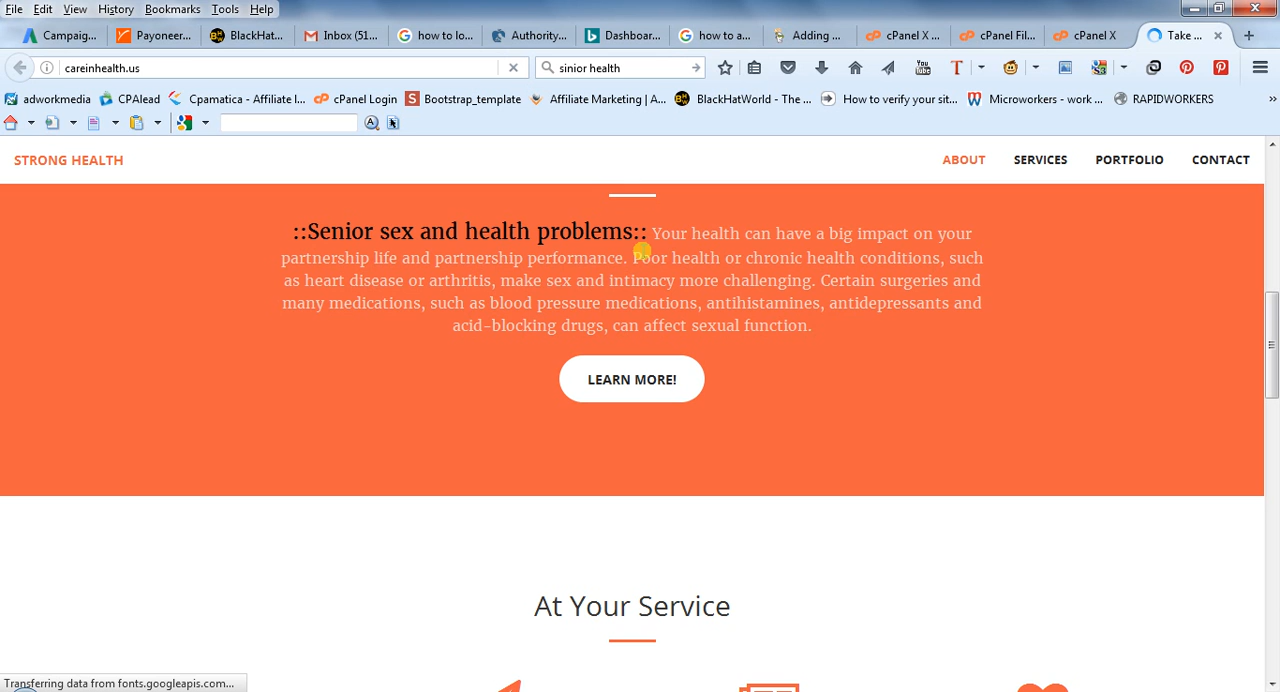 File Edit View History Bookmarks Tools Help
Campaig... Payoneer... BlackHat... Inbox (51... how to lo... Authority... Dashboar... how to a... Adding ... cPanel X ... cPanel Fil... cPanel X Take ...
careinhealth.us sinior health
adworkmedia CPAlead Cpamatica - Affiliate I... cPanel Login Bootstrap_template Affiliate Marketing | A... BlackHatWorld - The ... How to verify your sit... Microworkers - work ... RAPIDWORKERS
STRONG HEALTH ABOUT SERVICES PORTFOLIO CONTACT
::Senior sex and health problems:: Your health can have a big impact on your
partnership life and partnership performance. Poor health or chronic health conditions, such
as heart disease or arthritis, make sex and intimacy more challenging. Certain surgeries and
many medications, such as blood pressure medications, antihistamines, antidepressants and
acid-blocking drugs, can affect sexual function.
LEARN MORE!
At Your Service
Transferring data from fonts.googleapis.com...